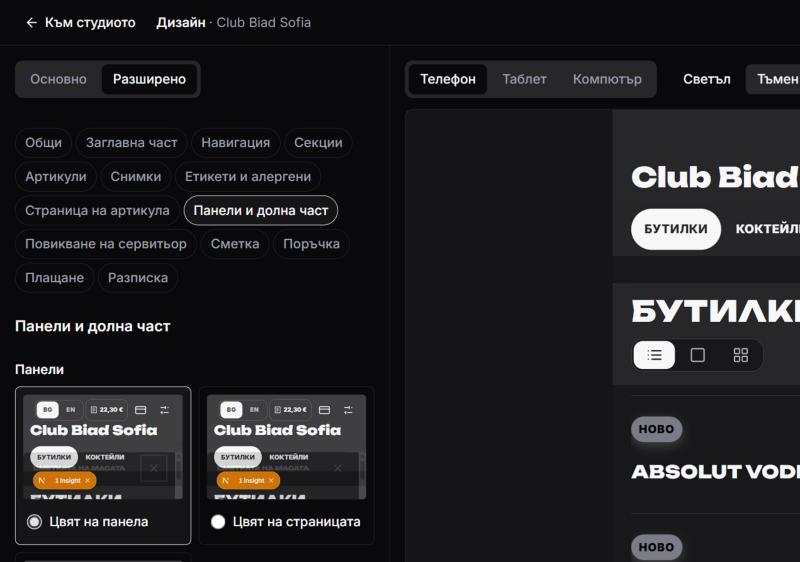 Към студиото
Дизайн · Club Biad Sofia
Основно
Разширено
Телефон
Таблет
Компютър
Светъл
Тъмен
Общи
Заглавна част
Навигация
Секции
Артикули
Снимки
Етикети и алергени
Страница на артикула
Панели и долна част
Повикване на сервитьор
Сметка
Поръчка
Плащане
Разписка
Панели и долна част
Панели
BG EN 22,30 €
Club Biad Sofia
БУТИЛКИ КОКТЕЙЛИ
1 Insight
БУТИЛКИ
Цвят на панела
BG EN 22,30 €
Club Biad Sofia
БУТИЛКИ КОКТЕЙЛИ
1 Insight
БУТИЛКИ
Цвят на страницата
Club Biad
БУТИЛКИ
КОКТЕЙЛ
БУТИЛК
НОВО
ABSOLUT VOD
НОВО